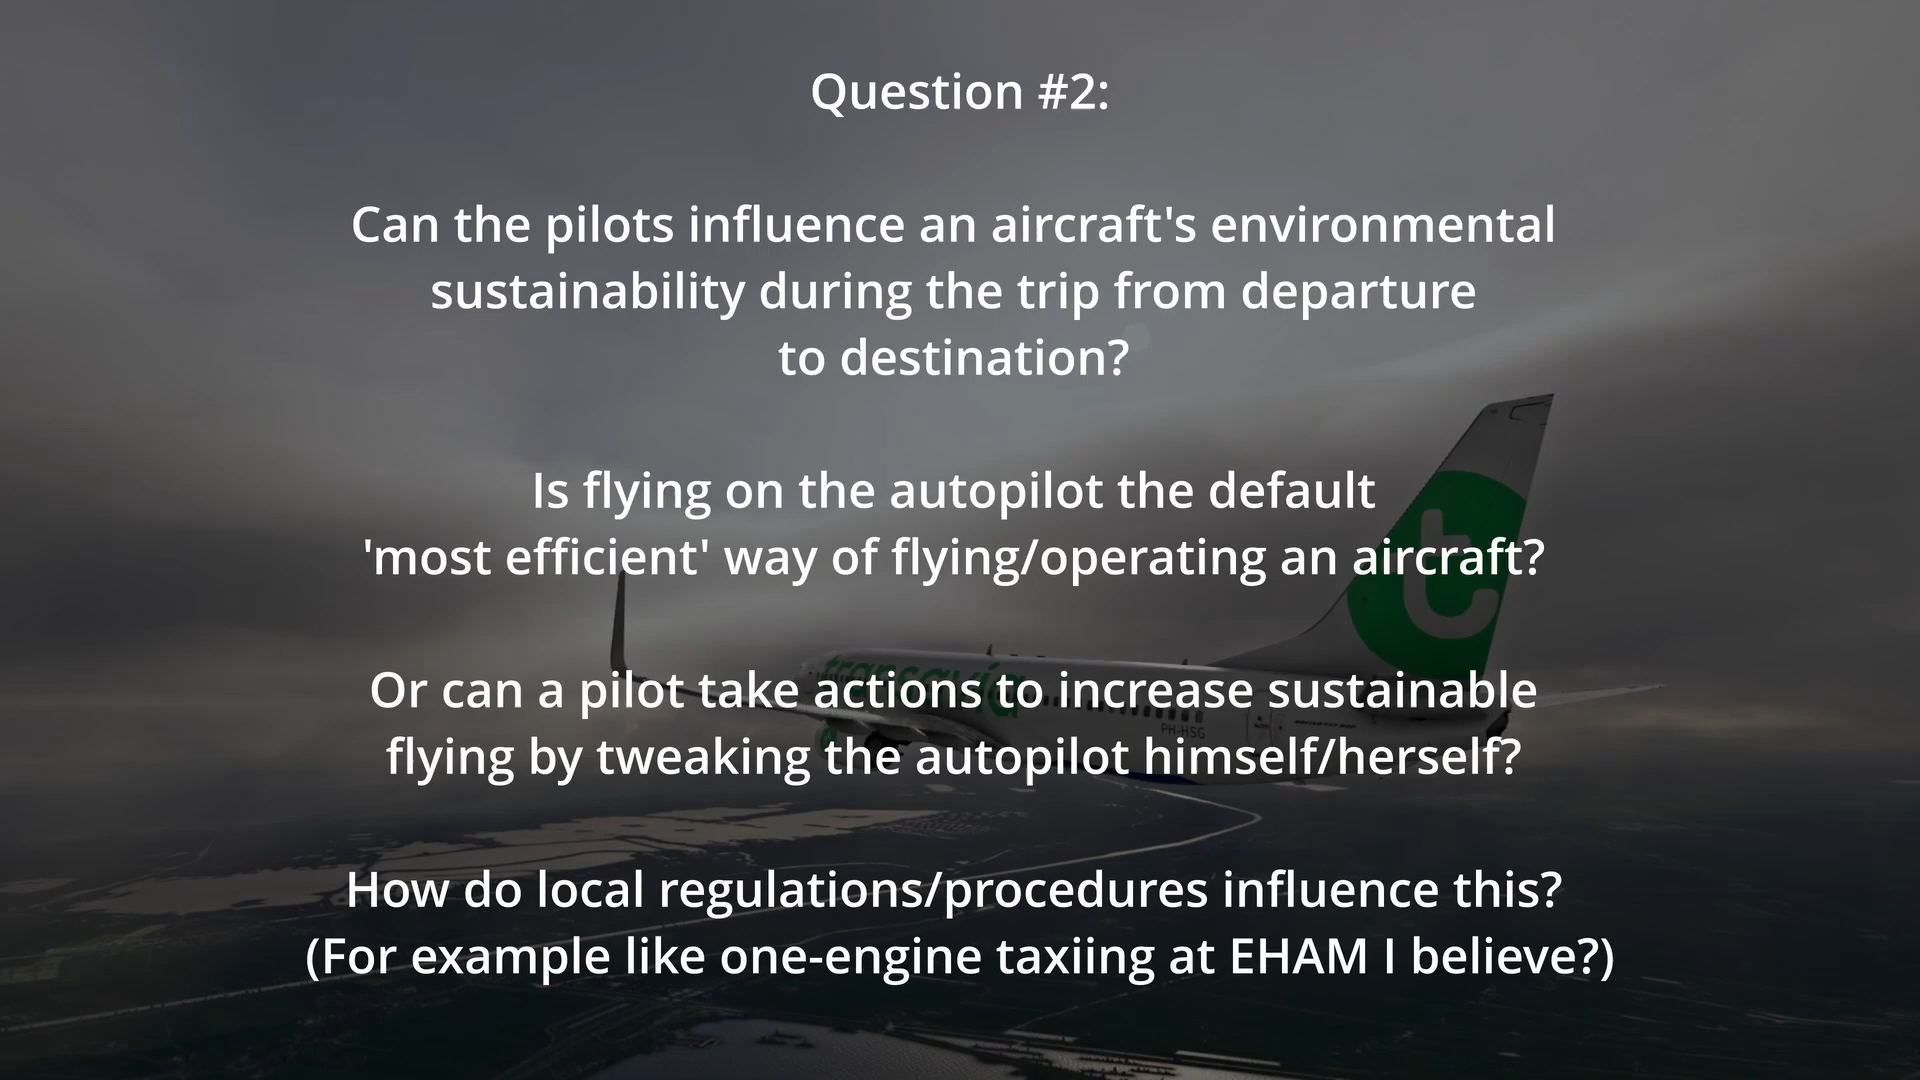 Question #2:
Can the pilots influence an aircraft's environmental
sustainability during the trip from departure
to destination?
Is flying on the autopilot the default
'most efficient' way of flying/operating an aircraft?
Or can a pilot take actions to increase sustainable
flying by tweaking the autopilot himself/herself?
How do local regulations/procedures influence this?
(For example like one-engine taxiing at EHAM I believe?)
t
transavia
PH-HSG